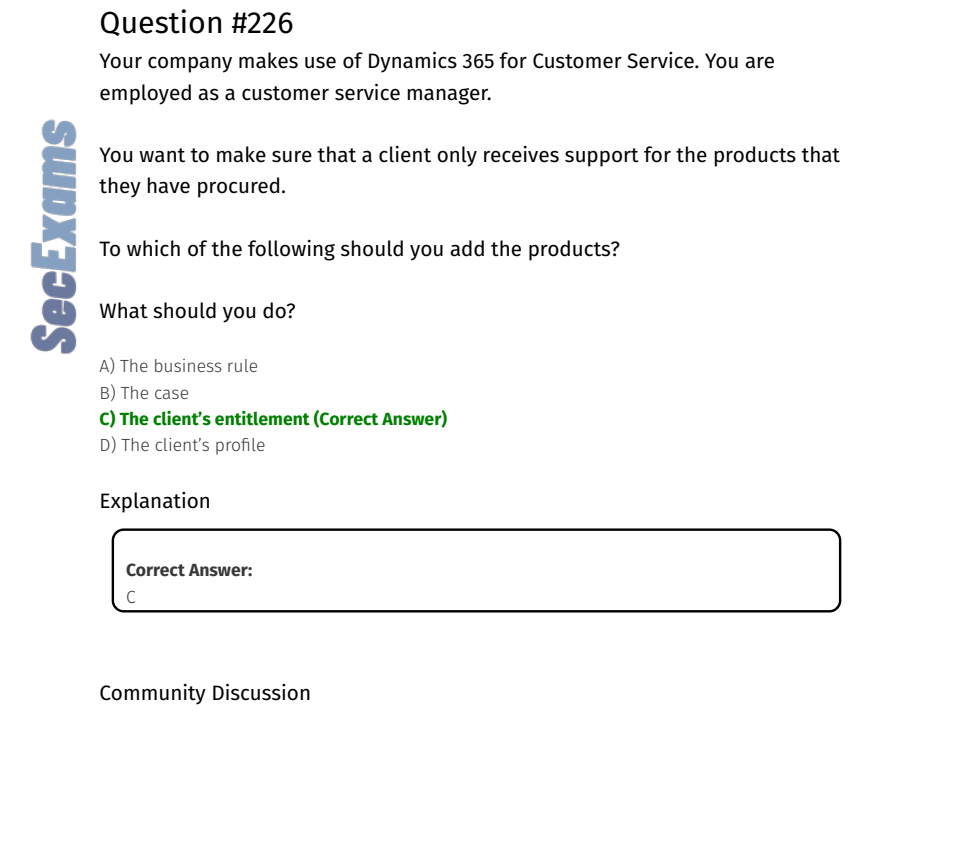 Question #226
Your company makes use of Dynamics 365 for Customer Service. You are
employed as a customer service manager.
You want to make sure that a client only receives support for the products that
they have procured.
To which of the following should you add the products?
What should you do?
A) The business rule
B) The case
C) The client’s entitlement (Correct Answer)
D) The client’s profile
Explanation
Correct Answer:
C
Community Discussion
SecExams